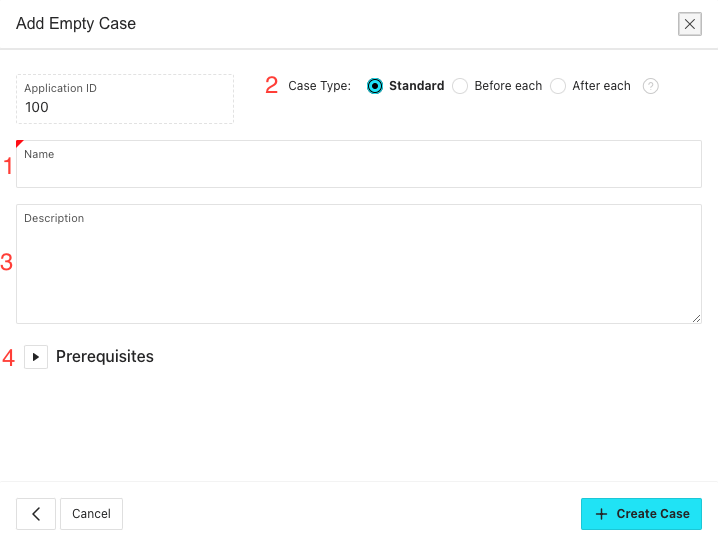 Add Empty Case
Application ID
100
2 Case Type: Standard Before each After each ?
1 Name
3 Description
4 Prerequisites
Cancel
Create Case